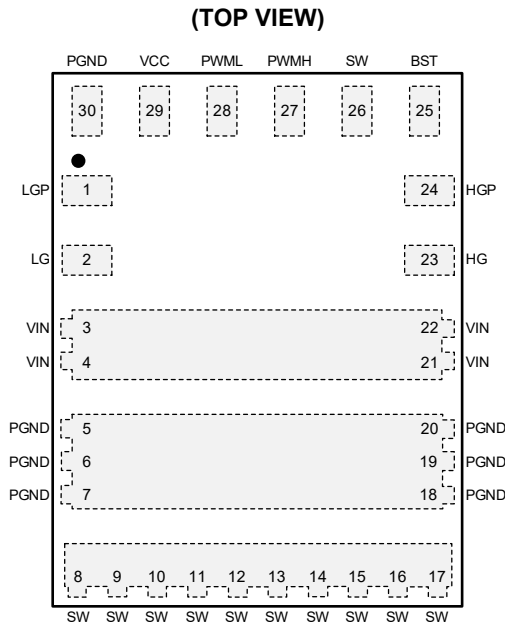 (TOP VIEW)
PGND VCC PWML PWMH SW BST
30 29 28 27 26 25
LGP 1 24 HGP
LG 2 23 HG
VIN 3 22 VIN
VIN 4 21 VIN
PGND 5 20 PGND
PGND 6 19 PGND
PGND 7 18 PGND
8 9 10 11 12 13 14 15 16 17
SW SW SW SW SW SW SW SW SW SW